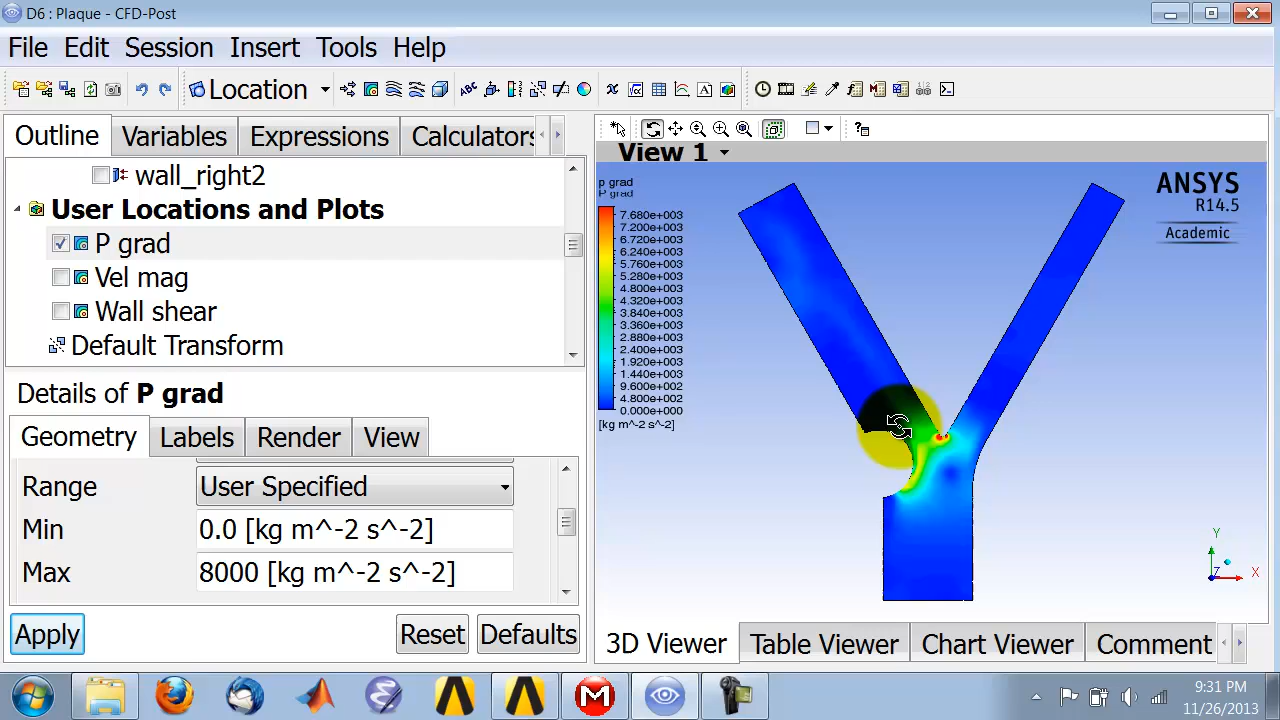 D6 : Plaque - CFD-Post
File Edit Session Insert Tools Help
Location
Outline Variables Expressions Calculators
wall_right2
User Locations and Plots
P grad
Vel mag
Wall shear
Default Transform
Details of P grad
Geometry Labels Render View
Range User Specified
Min 0.0 [kg m^-2 s^-2]
Max 8000 [kg m^-2 s^-2]
Apply Reset Defaults
View 1
p grad
P grad
7.680e+003
7.200e+003
6.720e+003
6.240e+003
5.760e+003
5.280e+003
4.800e+003
4.320e+003
3.840e+003
3.360e+003
2.880e+003
2.400e+003
1.920e+003
1.440e+003
9.600e+002
4.800e+002
0.000e+000
[kg m^-2 s^-2]
ANSYS
R14.5
Academic
Y
Z
X
3D Viewer Table Viewer Chart Viewer Comment
9:31 PM
11/26/2013